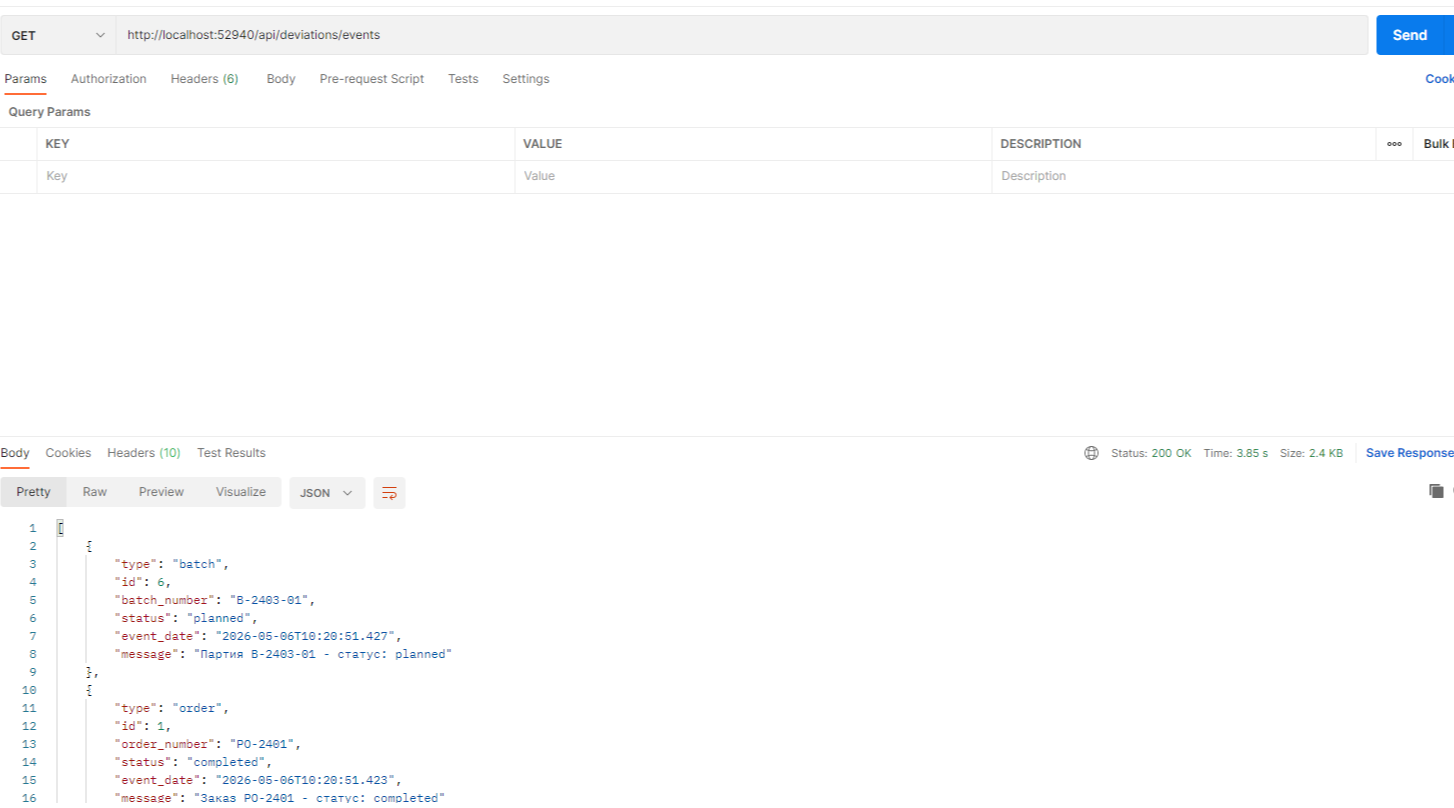 GET http://localhost:52940/api/deviations/events Send
Params Authorization Headers (6) Body Pre-request Script Tests Settings Cook
Query Params
KEY VALUE DESCRIPTION ooo Bulk
Key Value Description
Body Cookies Headers (10) Test Results Status: 200 OK Time: 3.85 s Size: 2.4 KB Save Response
Pretty Raw Preview Visualize JSON
1 [
2 {
3 "type": "batch",
4 "id": 6,
5 "batch_number": "B-2403-01",
6 "status": "planned",
7 "event_date": "2026-05-06T10:20:51.427",
8 "message": "Партия B-2403-01 - статус: planned"
9 },
10 {
11 "type": "order",
12 "id": 1,
13 "order_number": "PO-2401",
14 "status": "completed",
15 "event_date": "2026-05-06T10:20:51.423",
16 "message": "Заказ PO-2401 - статус: completed"